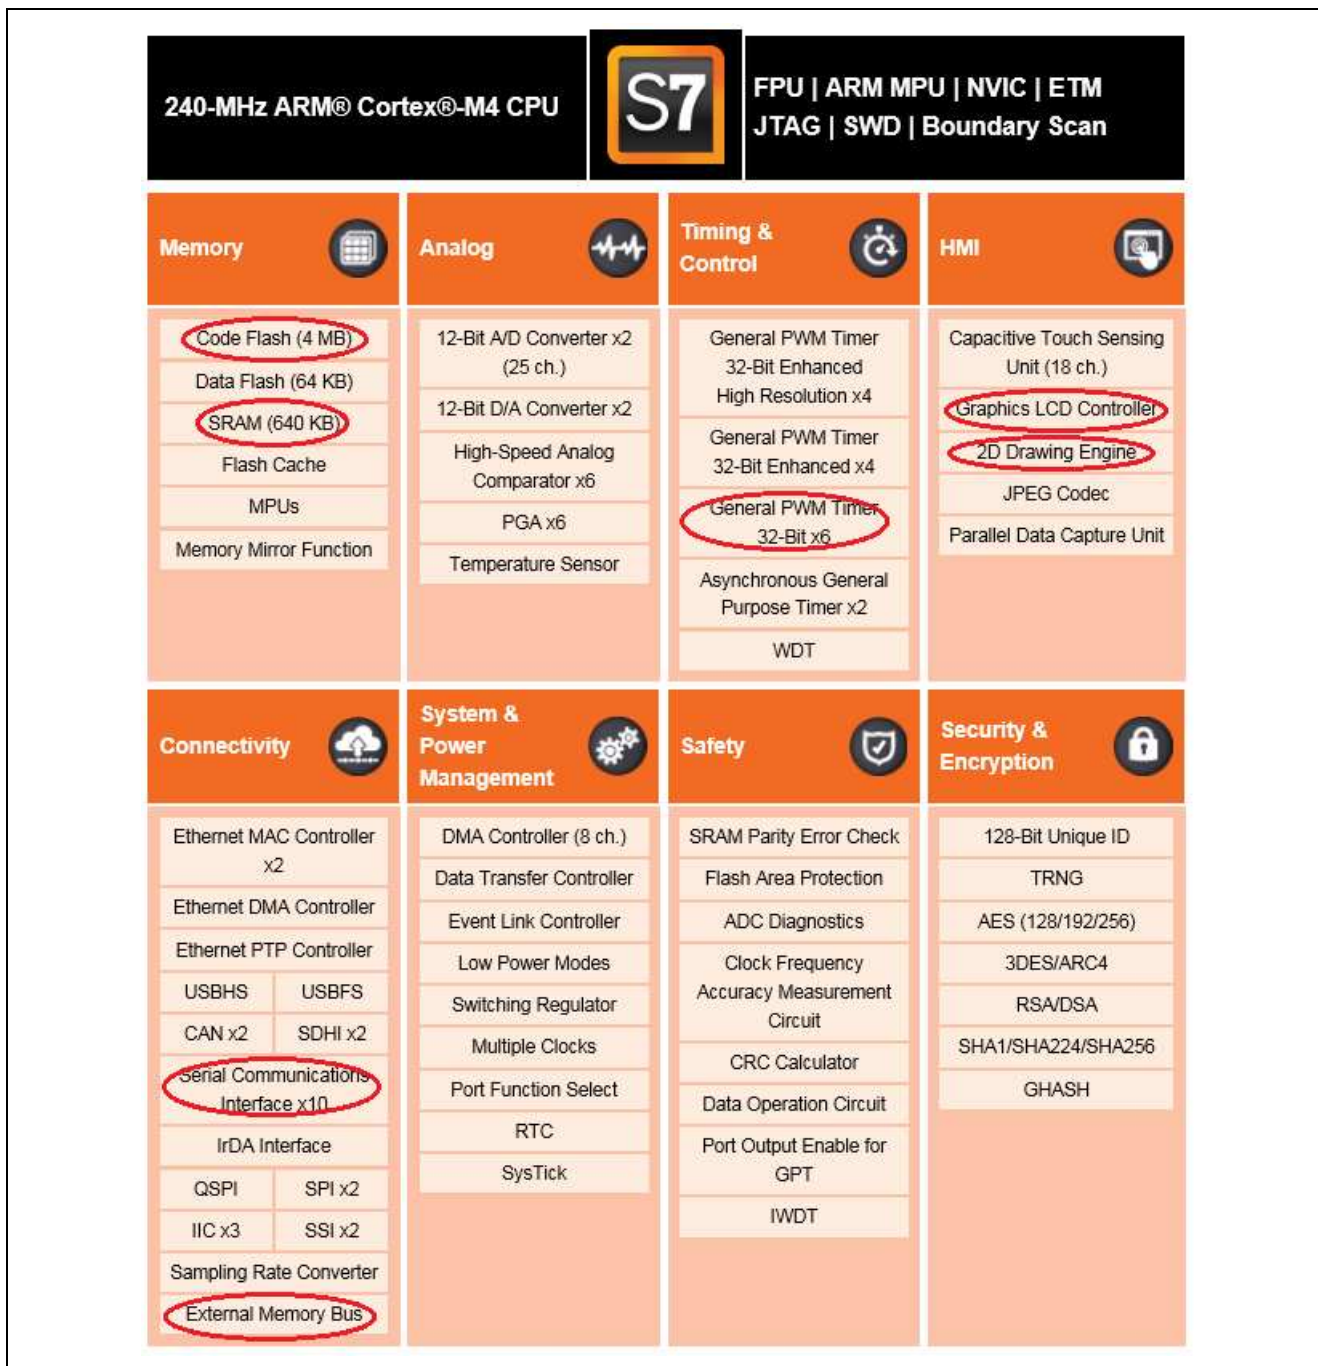 240-MHz ARM® Cortex®-M4 CPU
S7
FPU | ARM MPU | NVIC | ETM
JTAG | SWD | Boundary Scan
Memory
Code Flash (4 MB)
Data Flash (64 KB)
SRAM (640 KB)
Flash Cache
MPUs
Memory Mirror Function
Analog
12-Bit A/D Converter x2
(25 ch.)
12-Bit D/A Converter x2
High-Speed Analog
Comparator x6
PGA x6
Temperature Sensor
Timing &
Control
General PWM Timer
32-Bit Enhanced
High Resolution x4
General PWM Timer
32-Bit Enhanced x4
General PWM Timer
32-Bit x6
Asynchronous General
Purpose Timer x2
WDT
HMI
Capacitive Touch Sensing
Unit (18 ch.)
Graphics LCD Controller
2D Drawing Engine
JPEG Codec
Parallel Data Capture Unit
Connectivity
Ethernet MAC Controller
x2
Ethernet DMA Controller
Ethernet PTP Controller
USBHS USBFS
CAN x2 SDHI x2
Serial Communications
Interface x10
IrDA Interface
QSPI SPI x2
IIC x3 SSI x2
Sampling Rate Converter
External Memory Bus
System &
Power
Management
DMA Controller (8 ch.)
Data Transfer Controller
Event Link Controller
Low Power Modes
Switching Regulator
Multiple Clocks
Port Function Select
RTC
SysTick
Safety
SRAM Parity Error Check
Flash Area Protection
ADC Diagnostics
Clock Frequency
Accuracy Measurement
Circuit
CRC Calculator
Data Operation Circuit
Port Output Enable for
GPT
IWDT
Security &
Encryption
128-Bit Unique ID
TRNG
AES (128/192/256)
3DES/ARC4
RSA/DSA
SHA1/SHA224/SHA256
GHASH